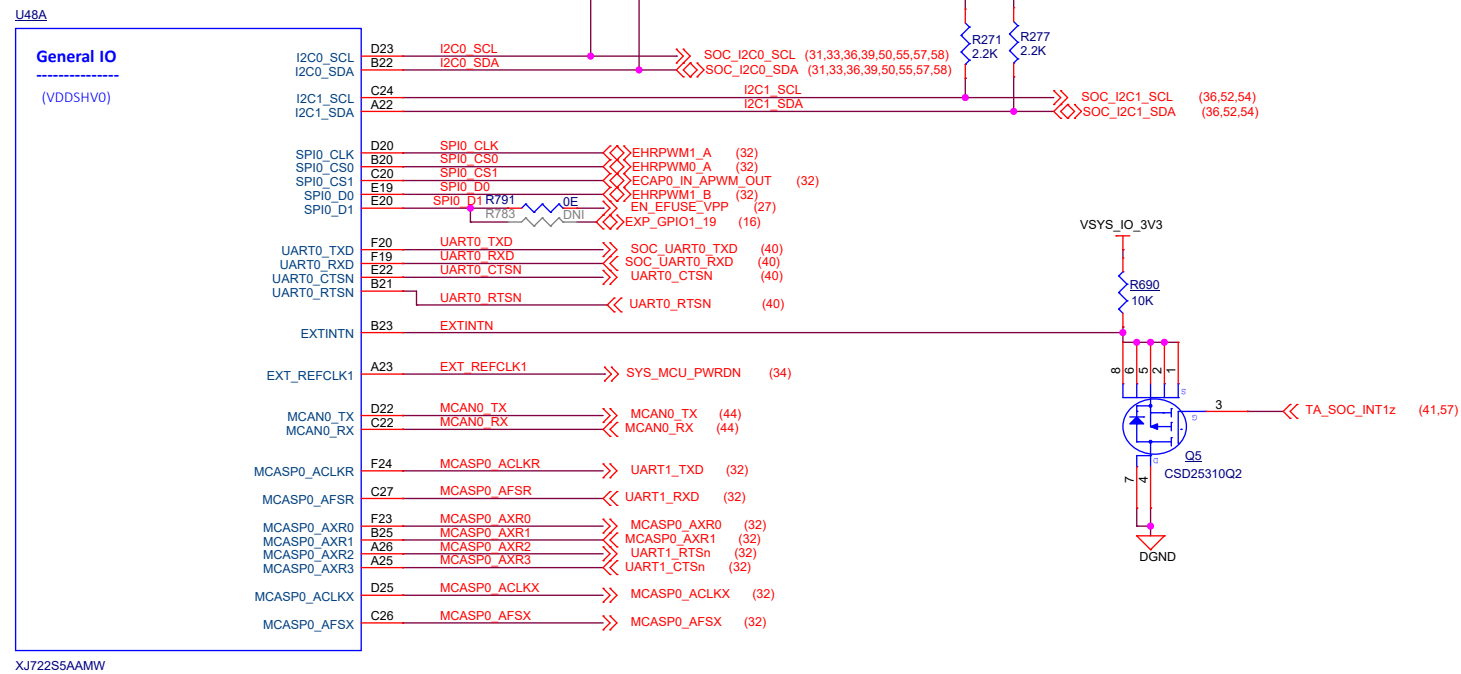 U48A
General IO
---------------
(VDDSHV0)
I2C0_SCL D23 I2C0_SCL SOC_I2C0_SCL (31,33,36,39,50,55,57,58)
I2C0_SDA B22 I2C0_SDA SOC_I2C0_SDA (31,33,36,39,50,55,57,58)
R271 2.2K
R277 2.2K
I2C1_SCL C24 I2C1_SCL SOC_I2C1_SCL (36,52,54)
I2C1_SDA A22 I2C1_SDA SOC_I2C1_SDA (36,52,54)
SPI0_CLK D20 SPI0_CLK EHRPWM1_A (32)
SPI0_CS0 B20 SPI0_CS0 EHRPWM0_A (32)
SPI0_CS1 C20 SPI0_CS1 ECAP0_IN_APWM_OUT (32)
SPI0_D0 E19 SPI0_D0 EHRPWM1_B (32)
SPI0_D1 E20 SPI0_D1 R791 0E EN_EFUSE_VPP (27)
R783 DNI EXP_GPIO1_19 (16)
UART0_TXD F20 UART0_TXD SOC_UART0_TXD (40)
UART0_RXD F19 UART0_RXD SOC_UART0_RXD (40)
UART0_CTSN E22 UART0_CTSN UART0_CTSN (40)
UART0_RTSN B21 UART0_RTSN UART0_RTSN (40)
VSYS_IO_3V3
R690
10K
EXTINTN B23 EXTINTN
EXT_REFCLK1 A23 EXT_REFCLK1 SYS_MCU_PWRDN (34)
8 6 5 2 1
S
MCAN0_TX D22 MCAN0_TX MCAN0_TX (44)
MCAN0_RX C22 MCAN0_RX MCAN0_RX (44)
3 TA_SOC_INT1z (41,57)
G
Q5
D
CSD25310Q2
7 4
DGND
MCASP0_ACLKR F24 MCASP0_ACLKR UART1_TXD (32)
MCASP0_AFSR C27 MCASP0_AFSR UART1_RXD (32)
MCASP0_AXR0 F23 MCASP0_AXR0 MCASP0_AXR0 (32)
MCASP0_AXR1 B25 MCASP0_AXR1 MCASP0_AXR1 (32)
MCASP0_AXR2 A26 MCASP0_AXR2 UART1_RTSn (32)
MCASP0_AXR3 A25 MCASP0_AXR3 UART1_CTSn (32)
MCASP0_ACLKX D25 MCASP0_ACLKX MCASP0_ACLKX (32)
MCASP0_AFSX C26 MCASP0_AFSX MCASP0_AFSX (32)
XJ722S5AAMW